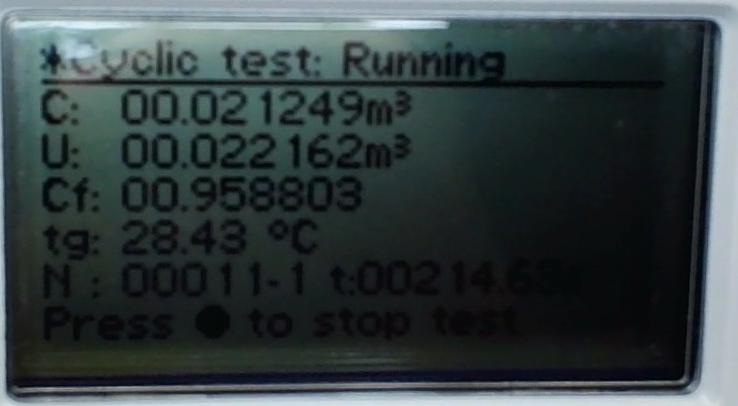 *Cyclic test: Running
C: 00.021249m³
U: 00.022162m³
Cf: 00.958803
tg: 28.43 °C
N : 00011-1 t:00214.63s
Press ● to stop test